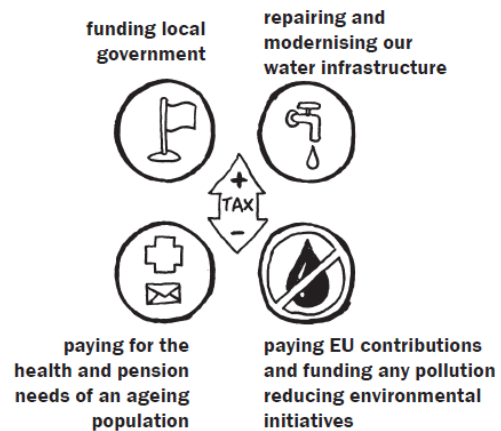 funding local
government
repairing and
modernising our
water infrastructure
+
TAX
-
paying for the
health and pension
needs of an ageing
population
paying EU contributions
and funding any pollution
reducing environmental
initiatives